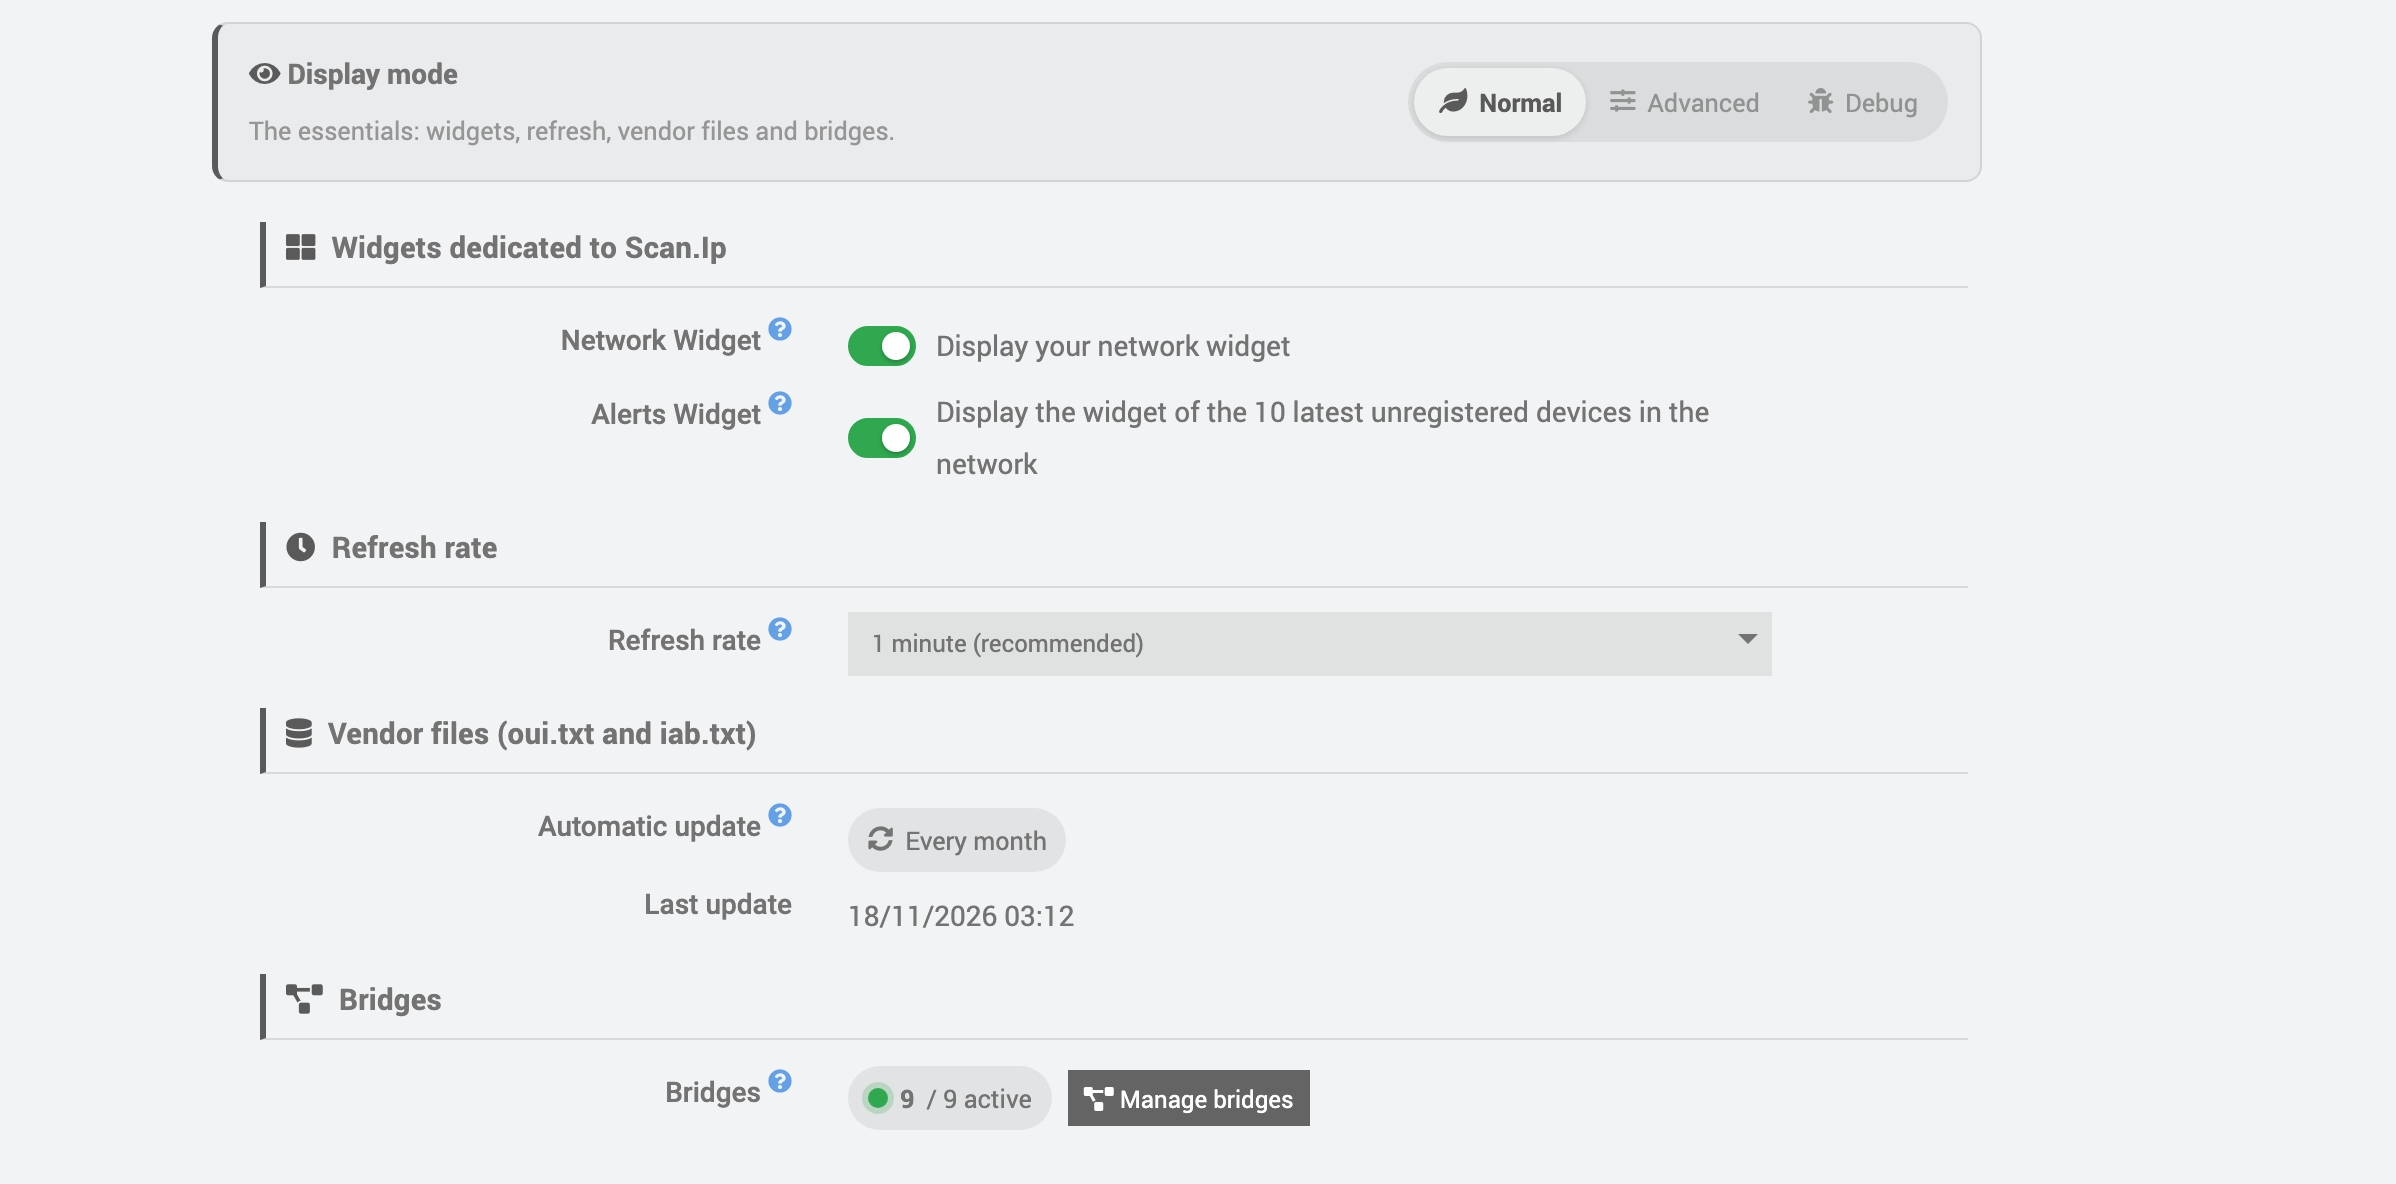 Display mode
The essentials: widgets, refresh, vendor files and bridges.
Normal
Advanced
Debug
Widgets dedicated to Scan.Ip
Network Widget ?
Display your network widget
Alerts Widget ?
Display the widget of the 10 latest unregistered devices in the
network
Refresh rate
Refresh rate ?
1 minute (recommended)
Vendor files (oui.txt and iab.txt)
Automatic update ?
Every month
Last update
18/11/2026 03:12
Bridges
Bridges ?
9 / 9 active
Manage bridges